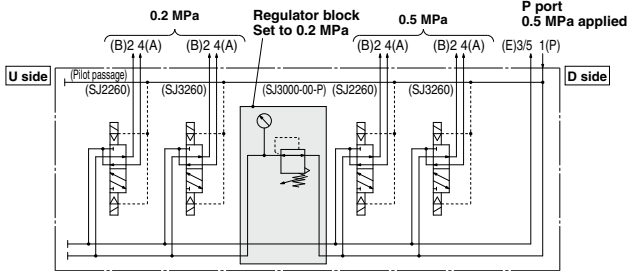 0.2 MPa
Regulator block
Set to 0.2 MPa
0.5 MPa
P port
0.5 MPa applied
(B)2 4(A)
(B)2 4(A)
(B)2 4(A)
(B)2 4(A)
(E)3/5
1(P)
U side
(Pilot passage)
D side
(SJ2260)
(SJ3260)
(SJ3000-00-P)
(SJ2260)
(SJ3260)